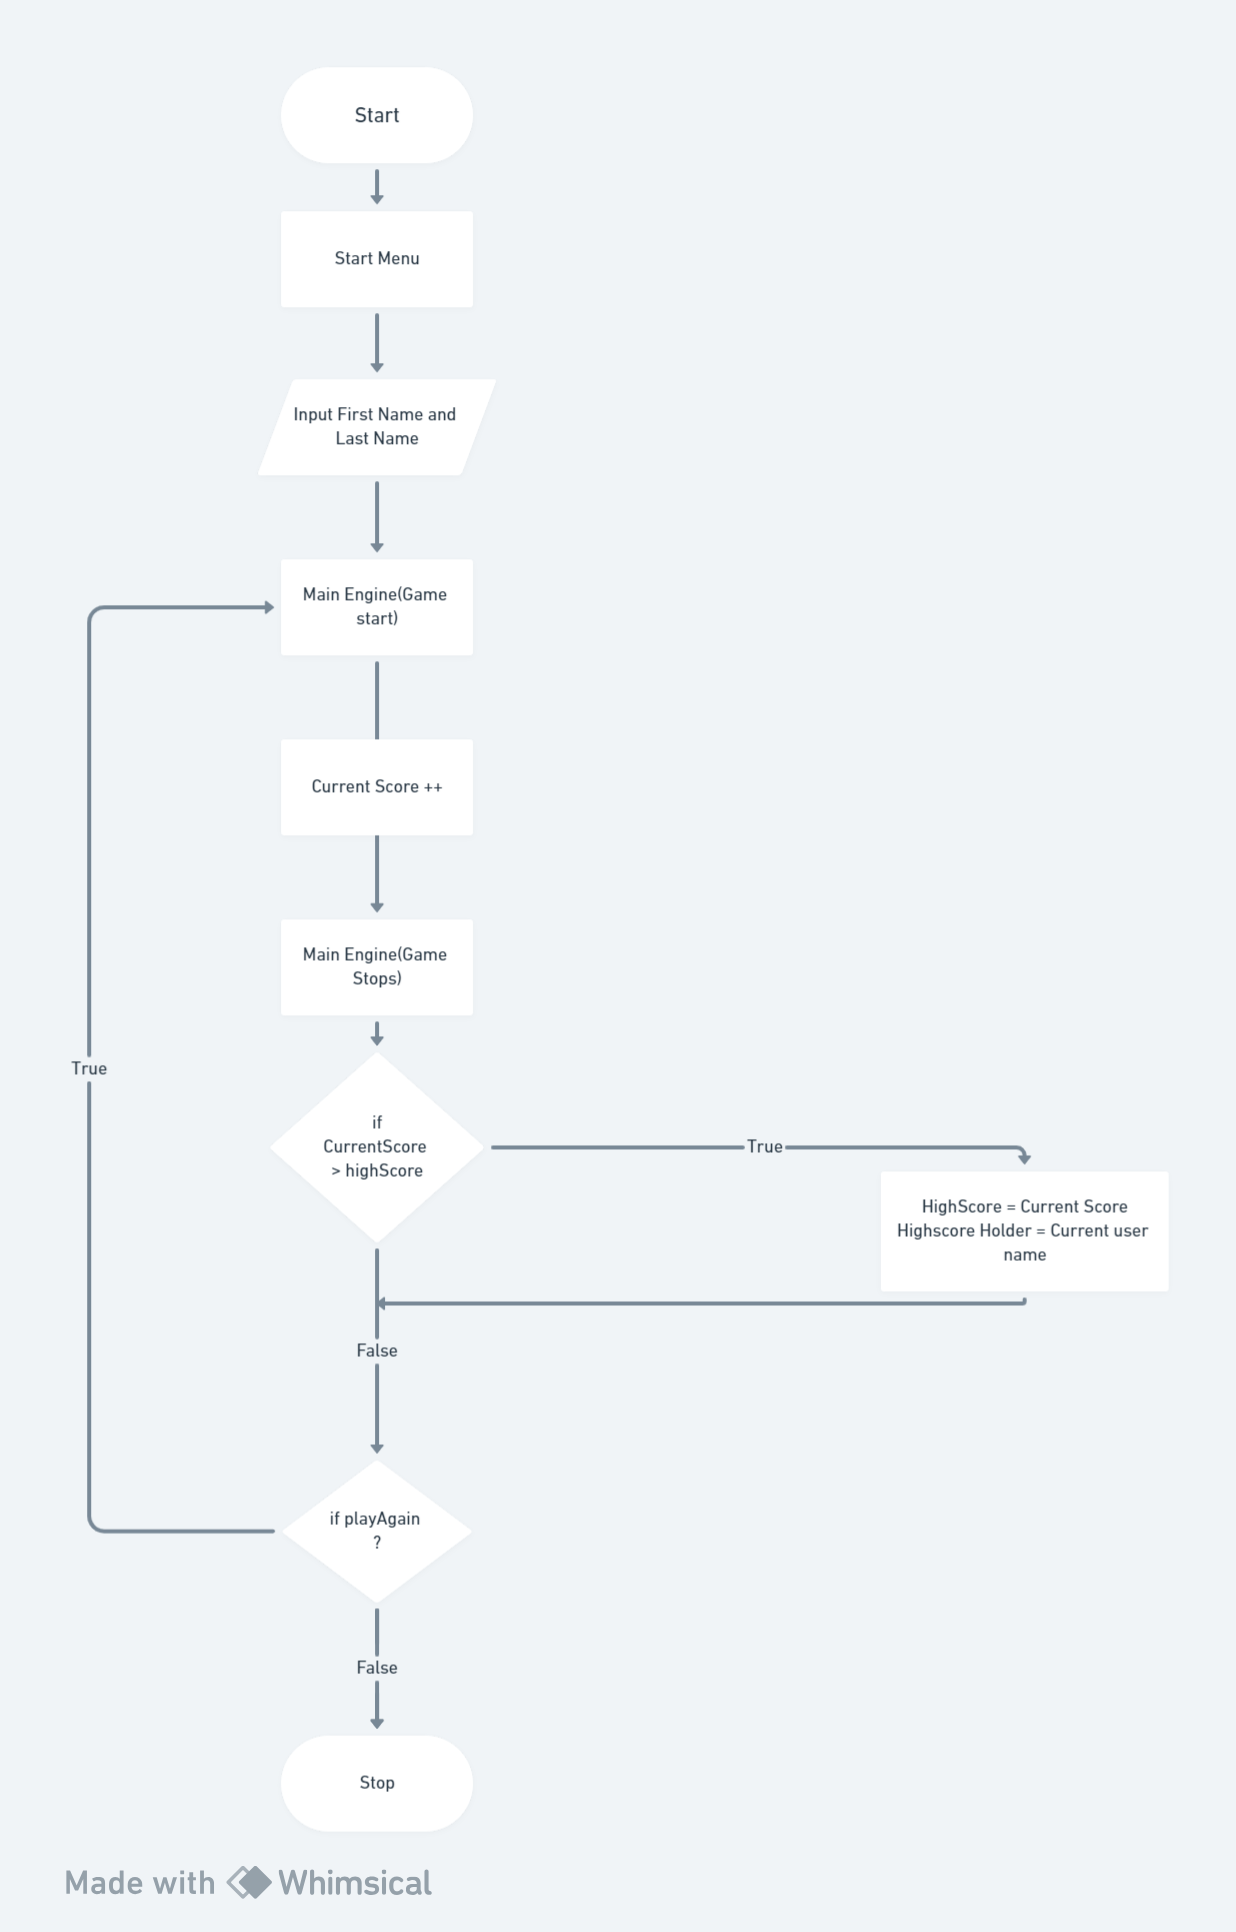 Start
Start Menu
Input First Name and
Last Name
Main Engine(Game
start)
Current Score ++
Main Engine(Game
Stops)
True
if
CurrentScore
> highScore
True
HighScore = Current Score
Highscore Holder = Current user
name
False
if playAgain
?
False
Stop
Made with Whimsical